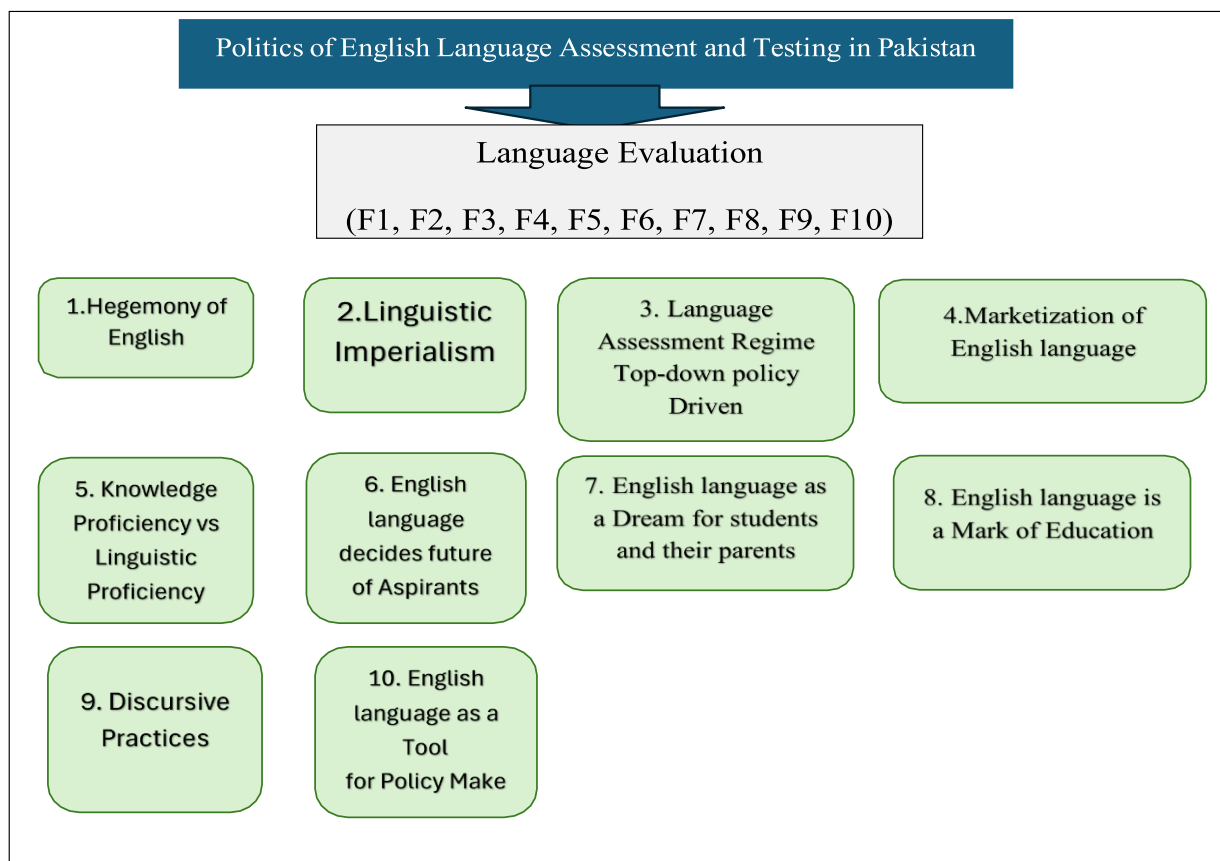 Politics of English Language Assessment and Testing in Pakistan
Language Evaluation
(F1, F2, F3, F4, F5, F6, F7, F8, F9, F10)
1.Hegemony of
English
2.Linguistic
Imperialism
3. Language
Assessment Regime
Top-down policy
Driven
4.Marketization of
English language
5. Knowledge
Proficiency vs
Linguistic
Proficiency
6. English
language
decides future
of Aspirants
7. English language as
a Dream for students
and their parents
8. English language is
a Mark of Education
9. Discursive
Practices
10. English
language as a
Tool
for Policy Make